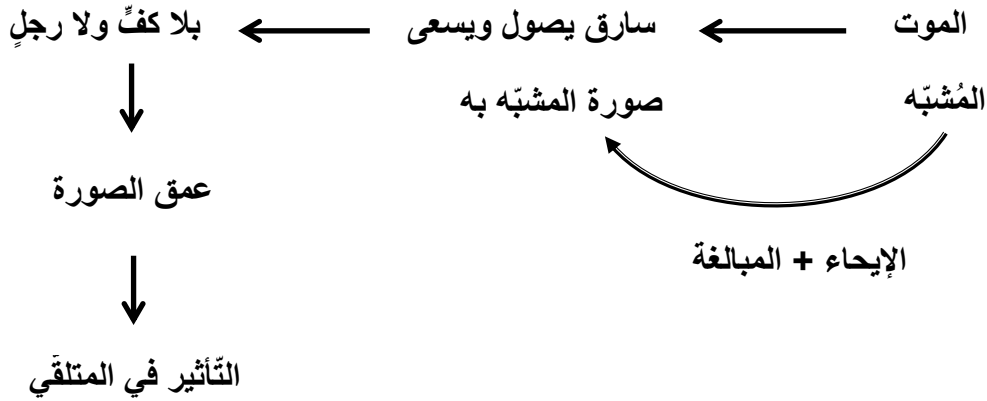 الموت
سارق يصول ويسعى
بلا كفٍّ ولا رجلٍ
المُشبّه
صورة المشبّه به
عمق الصورة
الإيحاء + المبالغة
التّأثير في المتلقّي